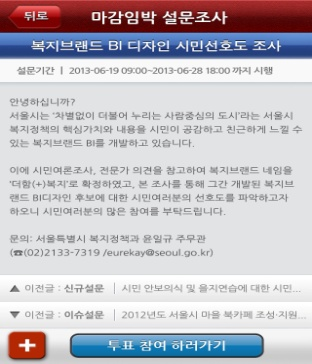 뒤로
마감임박 설문조사
복지브랜드 BI 디자인 시민선호도 조사
설문기간 | 2013-06-19 09:00~2013-06-28 18:00 까지 시행
안녕하십니까?
서울시는 '차별없이 더불어 누리는 사람중심의 도시'라는 서울시
복지정책의 핵심가치와 내용을 시민이 공감하고 친근하게 느낄 수
있는 복지브랜드 BI를 개발하고 있습니다.
이에 시민여론조사, 전문가 의견을 참고하여 복지브랜드 네임을
'더함(+)복지'로 확정하였고, 본 조사를 통해 그간 개발된 복지브
랜드 BI디자인 후보에 대한 시민여러분의 선호도를 파악하고자
하오니 시민여러분의 많은 참여를 부탁드립니다.
문의: 서울특별시 복지정책과 윤일규 주무관
(☎02)2133-7319 /eurekay@seoul.go.kr)
▲ 이전글 : 신규설문 | 시민 안보의식 및 을지연습에 대한 시민...
▼ 이전글 : 이슈설문 | 2012년도 서울시 마을 북카페 조성·지원...
투표 참여 하러가기